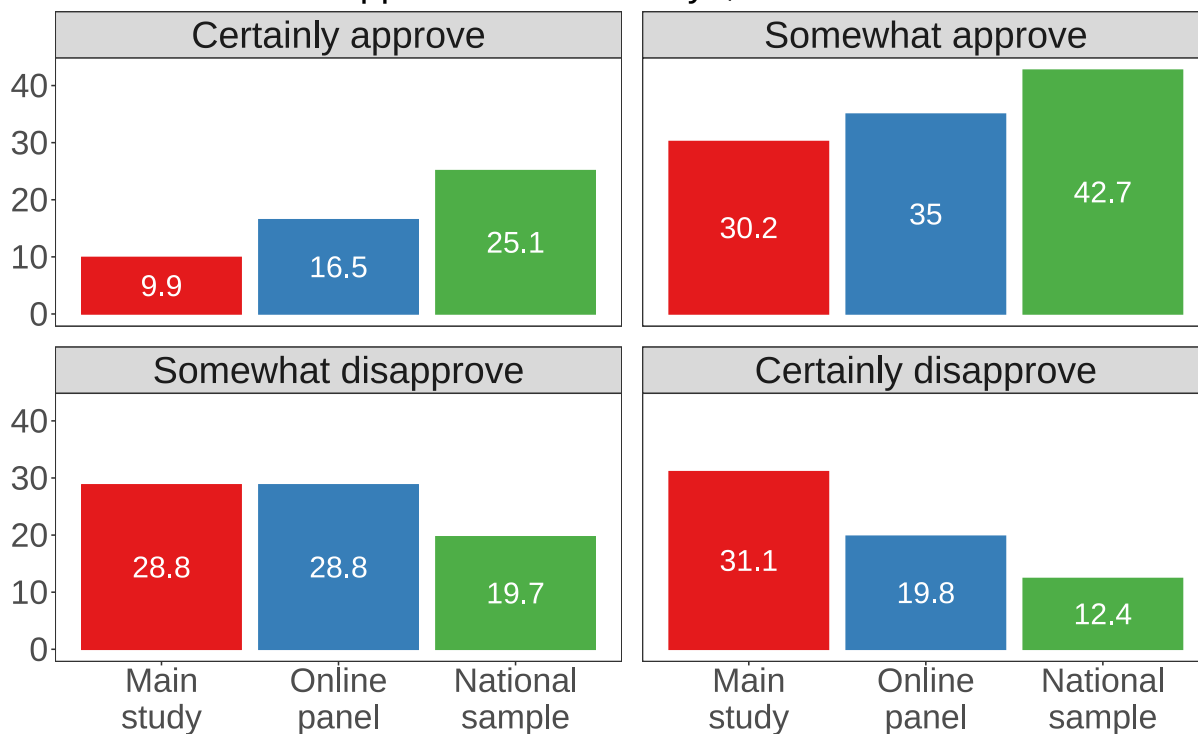 Certainly approve
Somewhat approve
40
30
20
10
0
9.9
16.5
25.1
30.2
35
42.7
Somewhat disapprove
Certainly disapprove
40
30
20
10
0
28.8
28.8
19.7
31.1
19.8
12.4
Main study
Online panel
National sample
Main study
Online panel
National sample